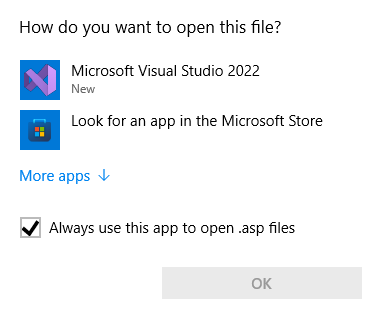 How do you want to open this file?
Microsoft Visual Studio 2022
New
Look for an app in the Microsoft Store
More apps ↓
Always use this app to open .asp files
OK